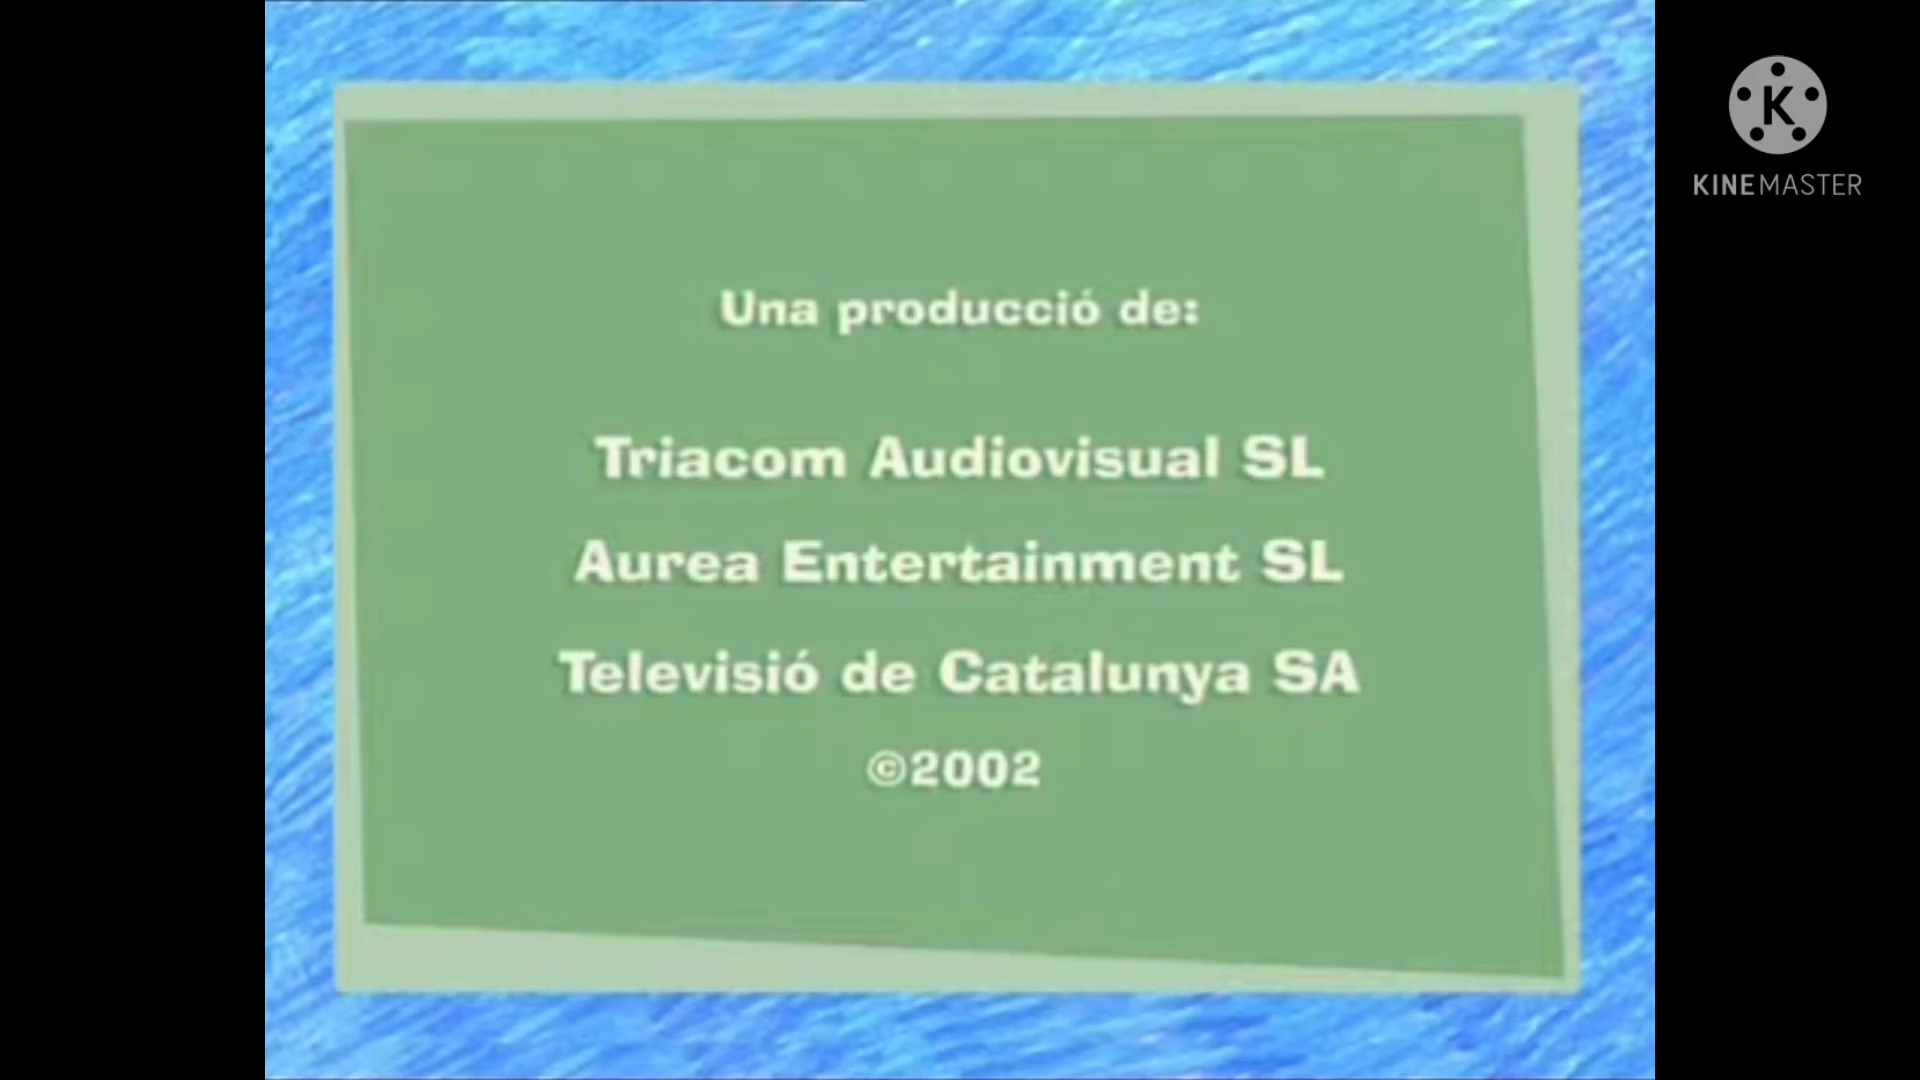 Una producció de:
Triacom Audiovisual SL
Aurea Entertainment SL
Televisió de Catalunya SA
©2002
K
KINEMASTER